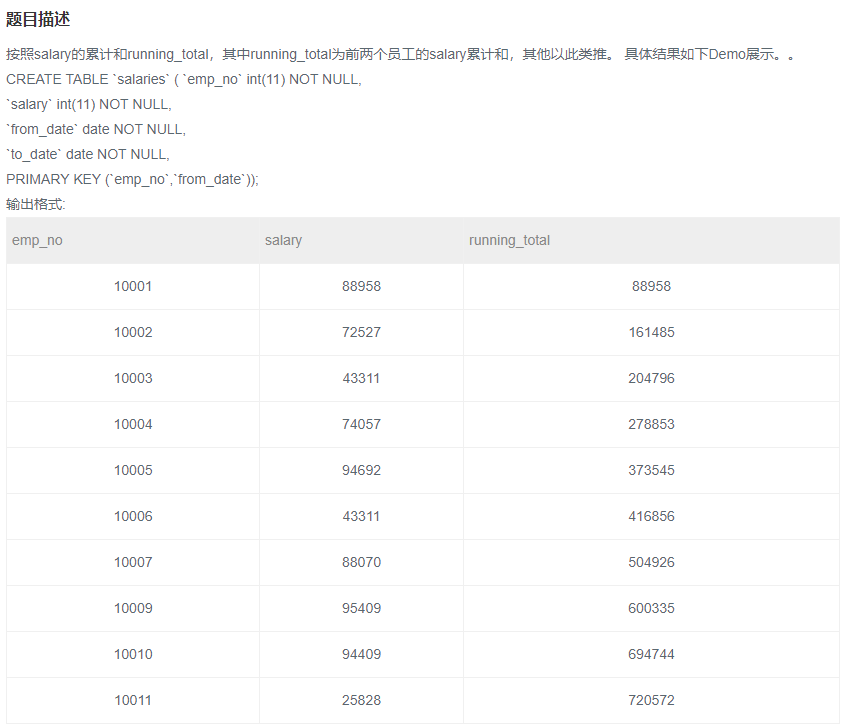 题目描述
按照salary的累计和running_total，其中running_total为前两个员工的salary累计和，其他以此类推。 具体结果如下Demo展示。。
CREATE TABLE `salaries` ( `emp_no` int(11) NOT NULL,
`salary` int(11) NOT NULL,
`from_date` date NOT NULL,
`to_date` date NOT NULL,
PRIMARY KEY (`emp_no`,`from_date`));
输出格式:
emp_no salary running_total
10001 88958 88958
10002 72527 161485
10003 43311 204796
10004 74057 278853
10005 94692 373545
10006 43311 416856
10007 88070 504926
10009 95409 600335
10010 94409 694744
10011 25828 720572